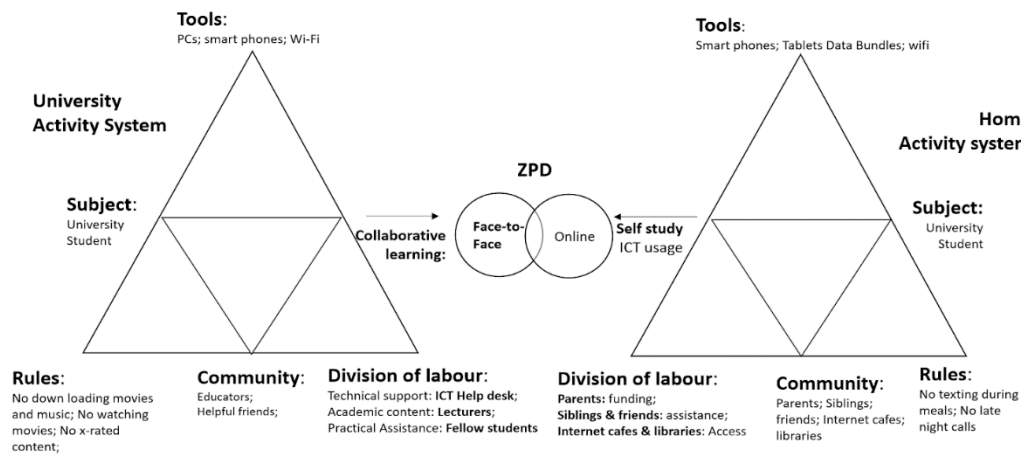 Tools:
PCs; smart phones; Wi-Fi
University
Activity System
Subject:
University
Student
Rules:
No down loading movies
and music; No watching
movies; No x-rated
content;
Community:
Educators;
Helpful friends;
Division of labour:
Technical support: ICT Help desk;
Academic content: Lecturers;
Practical Assistance: Fellow students
Collaborative
learning:
ZPD
Face-to-
Face
Online
Self study
ICT usage
Tools:
Smart phones; Tablets Data Bundles; wifi
Hom
Activity system
Subject:
University
Student
Division of labour:
Parents: funding;
Siblings & friends: assistance;
Internet cafes & libraries: Access
Community:
Parents; Siblings;
friends; Internet cafes;
libraries
Rules:
No texting during
meals; No late
night calls